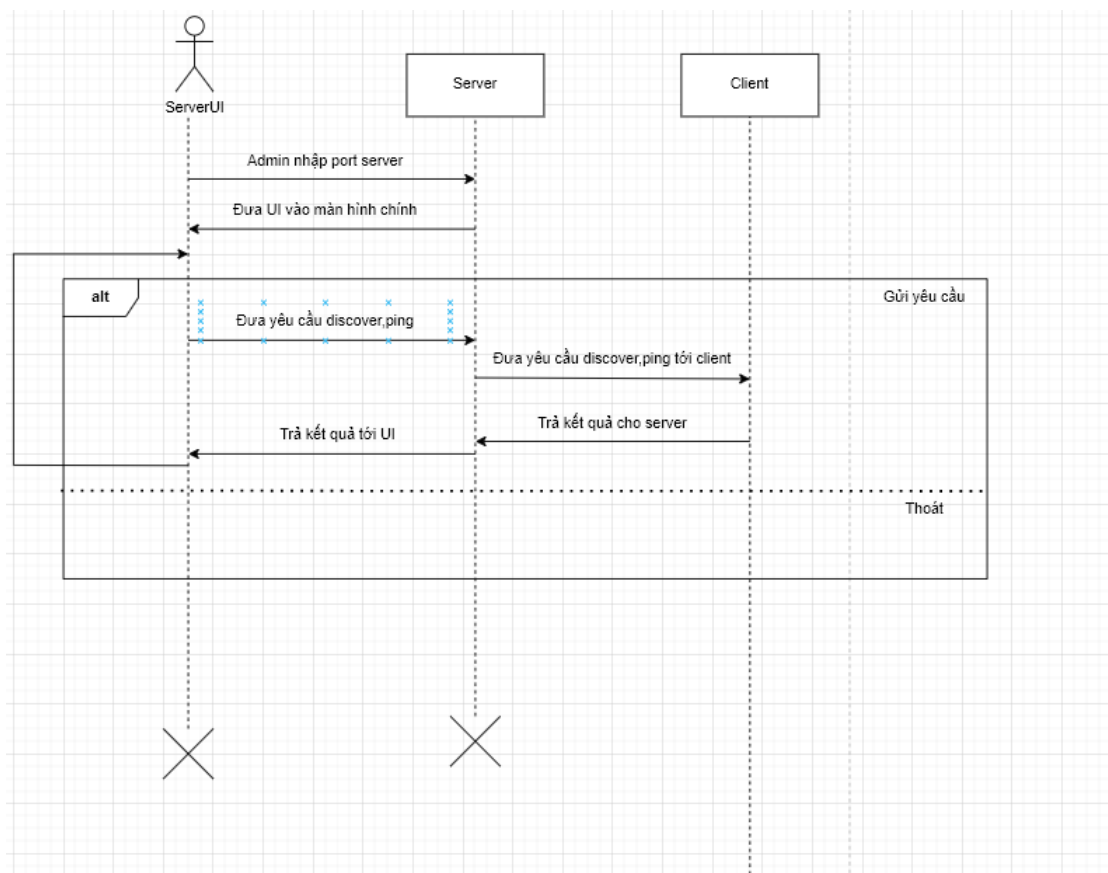 ServerUI
Server
Client
Admin nhập port server
Đưa UI vào màn hình chính
alt
Gửi yêu cầu
Đưa yêu cầu discover,ping
Đưa yêu cầu discover,ping tới client
Trả kết quả cho server
Trả kết quả tới UI
Thoát